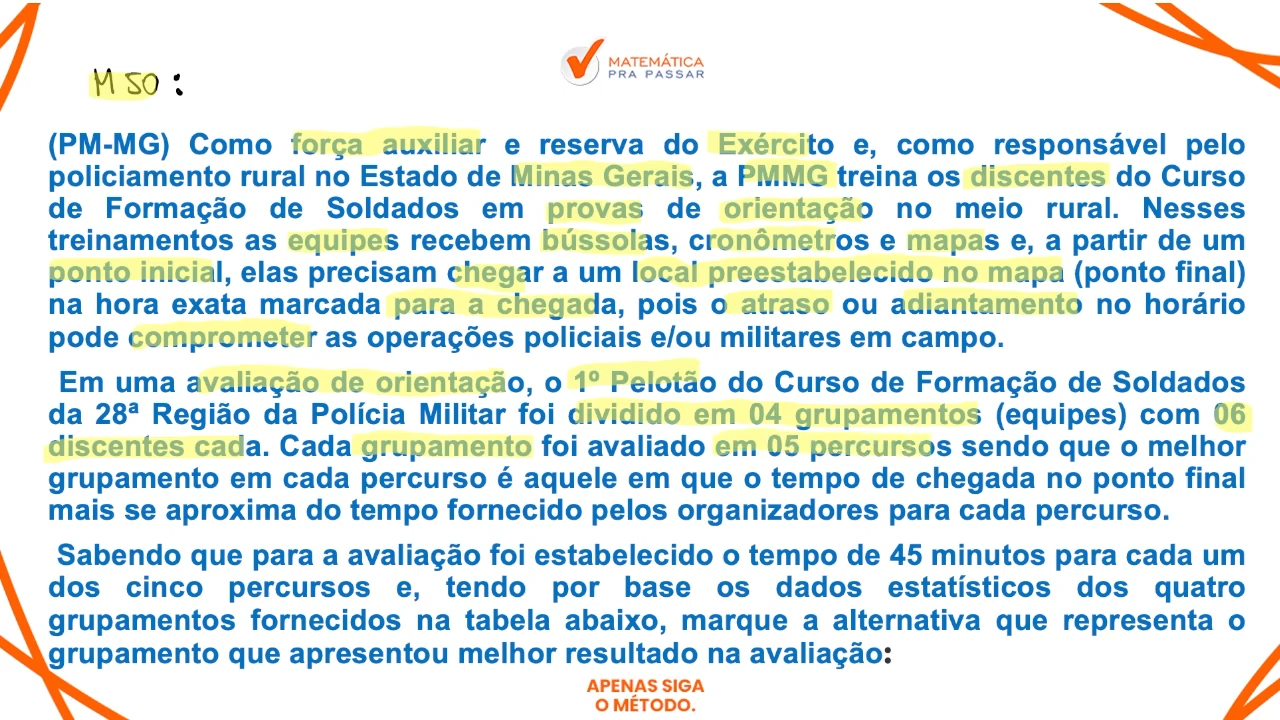 MATEMÁTICA
PRA PASSAR
M50:
(PM-MG) Como força auxiliar e reserva do Exército e, como responsável pelo
policiamento rural no Estado de Minas Gerais, a PMMG treina os discentes do Curso
de Formação de Soldados em provas de orientação no meio rural. Nesses
treinamentos as equipes recebem bússolas, cronômetros e mapas e, a partir de um
ponto inicial, elas precisam chegar a um local preestabelecido no mapa (ponto final)
na hora exata marcada para a chegada, pois o atraso ou adiantamento no horário
pode comprometer as operações policiais e/ou militares em campo.
Em uma avaliação de orientação, o 1º Pelotão do Curso de Formação de Soldados
da 28ª Região da Polícia Militar foi dividido em 04 grupamentos (equipes) com 06
discentes cada. Cada grupamento foi avaliado em 05 percursos sendo que o melhor
grupamento em cada percurso é aquele em que o tempo de chegada no ponto final
mais se aproxima do tempo fornecido pelos organizadores para cada percurso.
Sabendo que para a avaliação foi estabelecido o tempo de 45 minutos para cada um
dos cinco percursos e, tendo por base os dados estatísticos dos quatro
grupamentos fornecidos na tabela abaixo, marque a alternativa que representa o
grupamento que apresentou melhor resultado na avaliação:
APENAS SIGA
O MÉTODO.